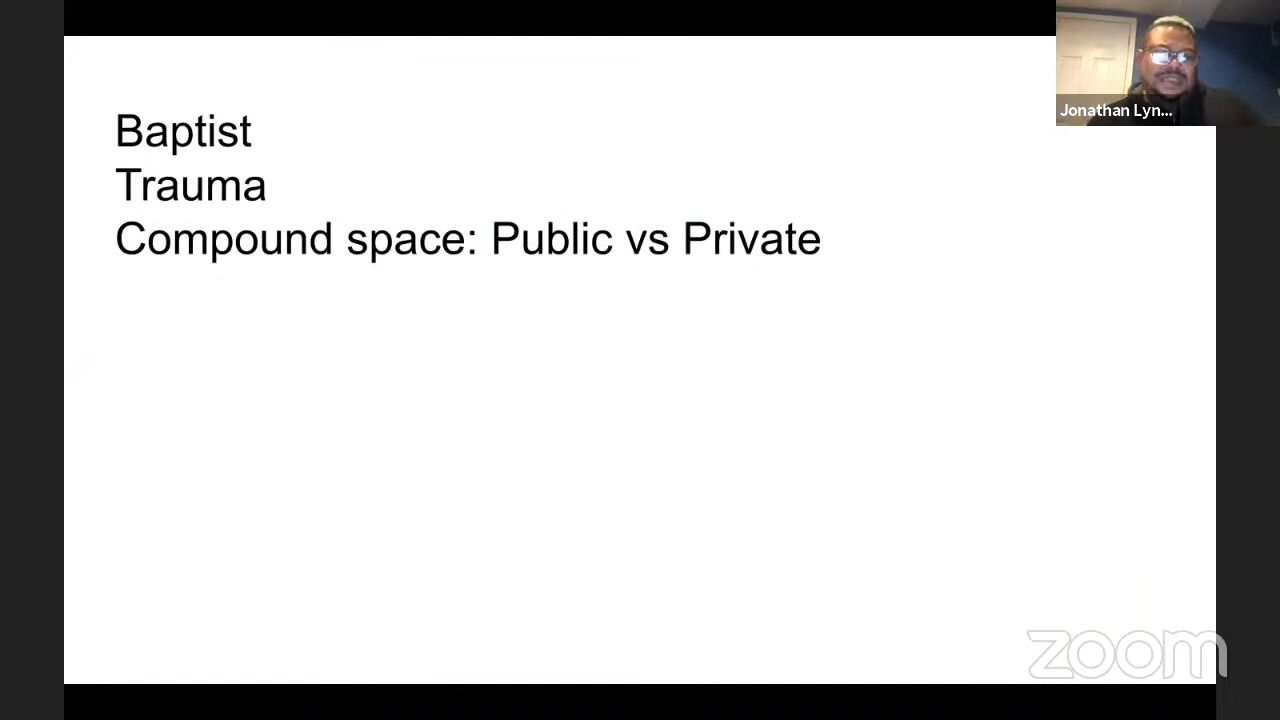 Baptist
Trauma
Compound space: Public vs Private
Jonathan Lyn...
zoom